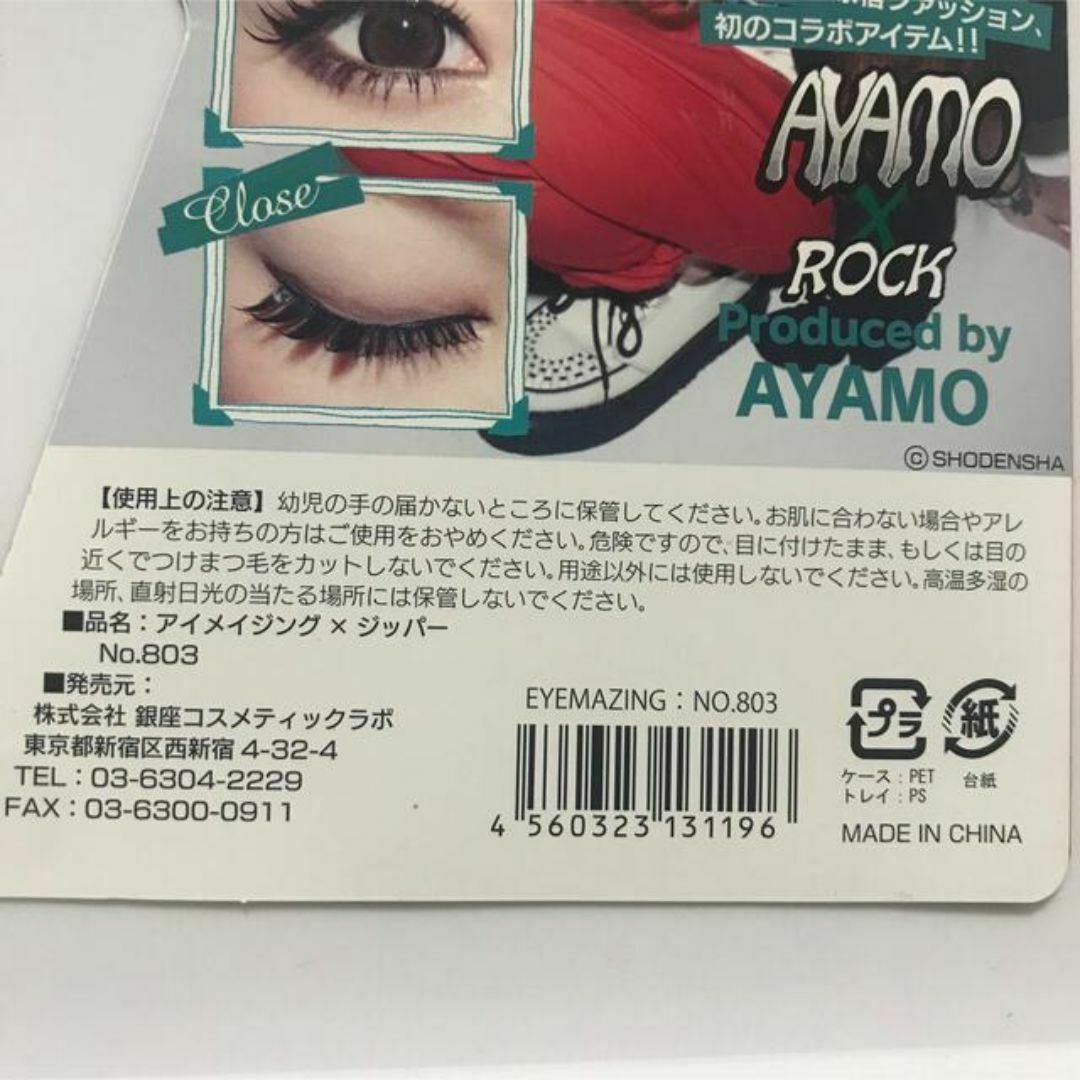 ファッション、
初のコラボアイテム!!
AYAMO
×
ROCK
Produced by
AYAMO
Close
©SHODENSHA
【使用上の注意】幼児の手の届かないところに保管してください。お肌に合わない場合やアレ
ルギーをお持ちの方はご使用をおやめください。危険ですので、目に付けたまま、もしくは目の
近くでつけまつ毛をカットしないでください。用途以外には使用しないでください。高温多湿の
場所、直射日光の当たる場所には保管しないでください。
■品名：アイメイジング × ジッパー
No.803
■発売元：
株式会社 銀座コスメティックラボ
東京都新宿区西新宿 4-32-4
TEL：03-6304-2229
FAX：03-6300-0911
EYEMAZING：NO.803
4 560323 131196
プラ
紙
ケース：PET
トレイ：PS
台紙
MADE IN CHINA